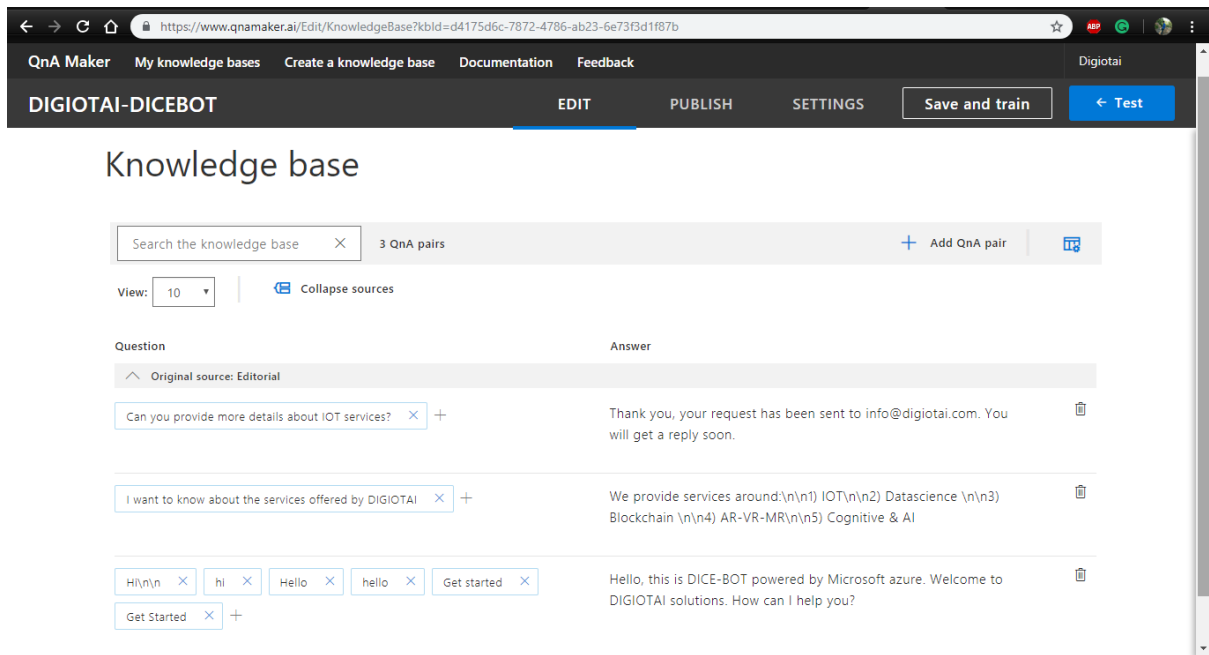 https://www.qnamaker.ai/Edit/KnowledgeBase?kbId=d4175d6c-7872-4786-ab23-6e73f3d1f87b
ABP
G
QnA Maker My knowledge bases Create a knowledge base Documentation Feedback Digiotai
DIGIOTAI-DICEBOT EDIT PUBLISH SETTINGS Save and train ← Test
Knowledge base
Search the knowledge base 3 QnA pairs Add QnA pair
View: 10 Collapse sources
Question Answer
Original source: Editorial
Can you provide more details about IOT services? Thank you, your request has been sent to info@digiotai.com. You
will get a reply soon.
I want to know about the services offered by DIGIOTAI We provide services around:\n\n1) IOT\n\n2) Datascience \n\n3)
Blockchain \n\n4) AR-VR-MR\n\n5) Cognitive & AI
Hi\n\n hi Hello hello Get started Hello, this is DICE-BOT powered by Microsoft azure. Welcome to
Get Started DIGIOTAI solutions. How can I help you?